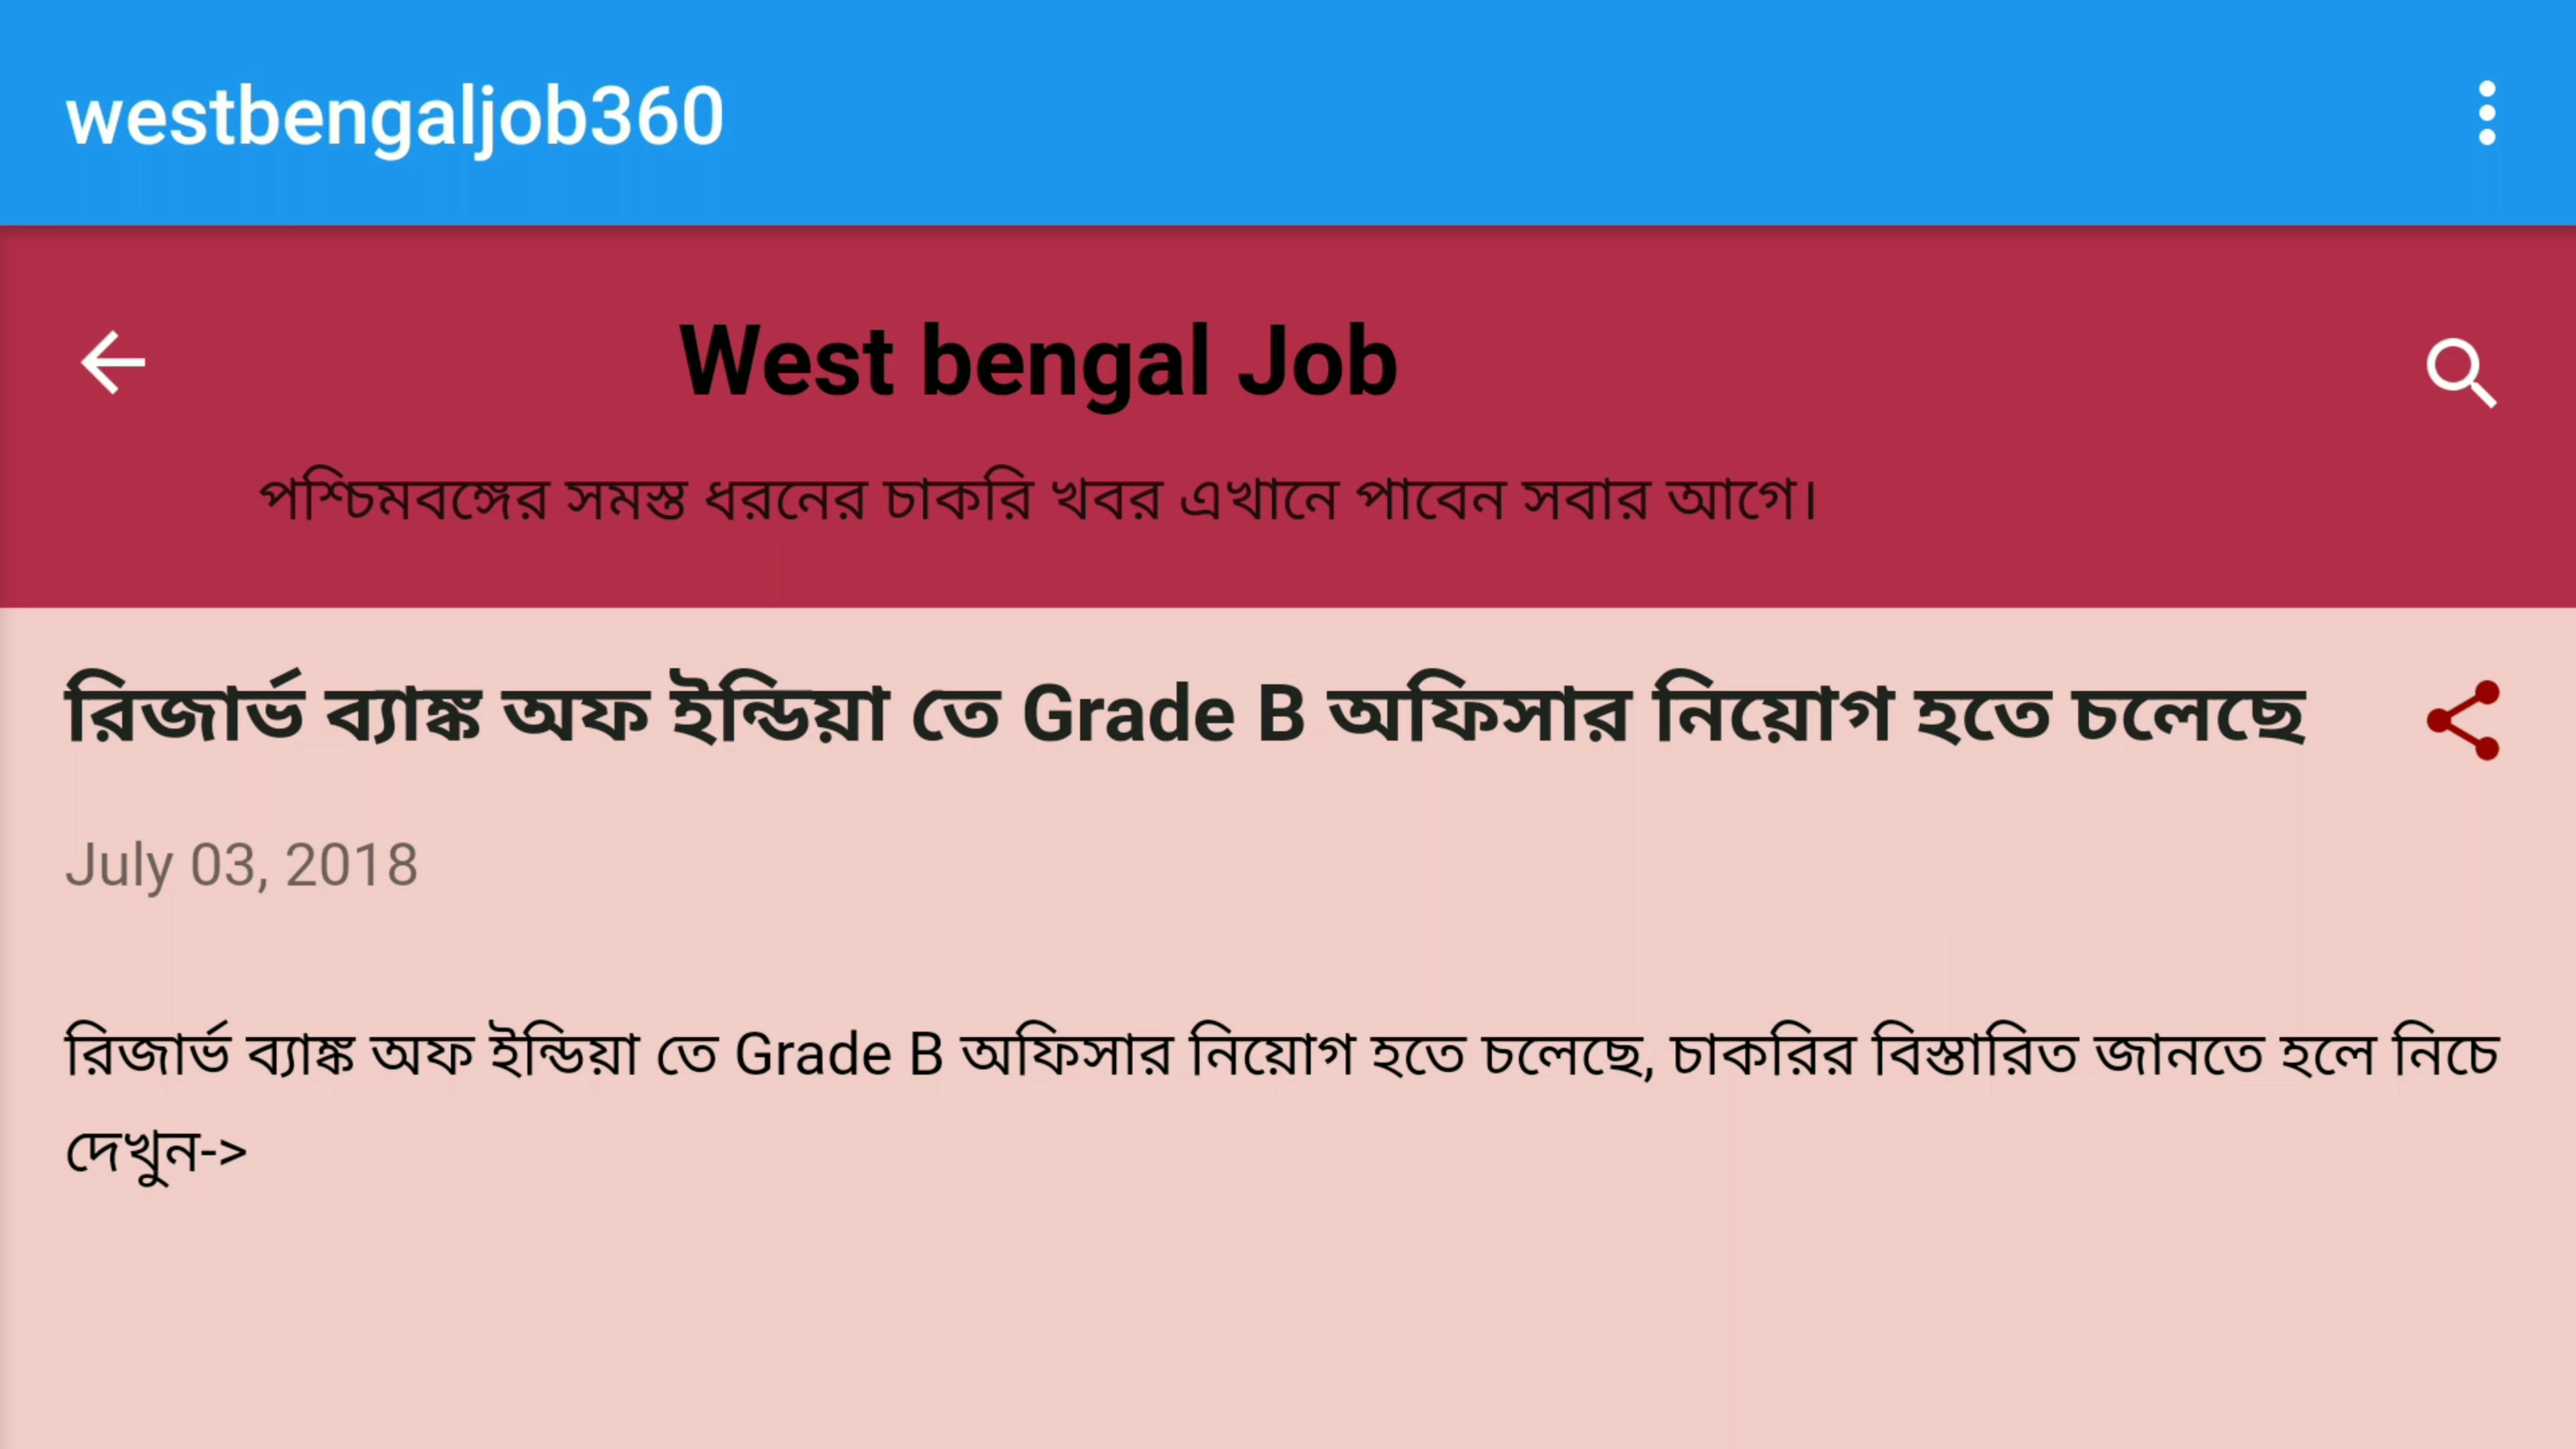 westbengaljob360
West bengal Job
পশ্চিমবঙ্গের সমস্ত ধরনের চাকরি খবর এখানে পাবেন সবার আগে।
রিজার্ভ ব্যাঙ্ক অফ ইন্ডিয়া তে Grade B অফিসার নিয়োগ হতে চলেছে
July 03, 2018
রিজার্ভ ব্যাঙ্ক অফ ইন্ডিয়া তে Grade B অফিসার নিয়োগ হতে চলেছে, চাকরির বিস্তারিত জানতে হলে নিচে
দেখুন->